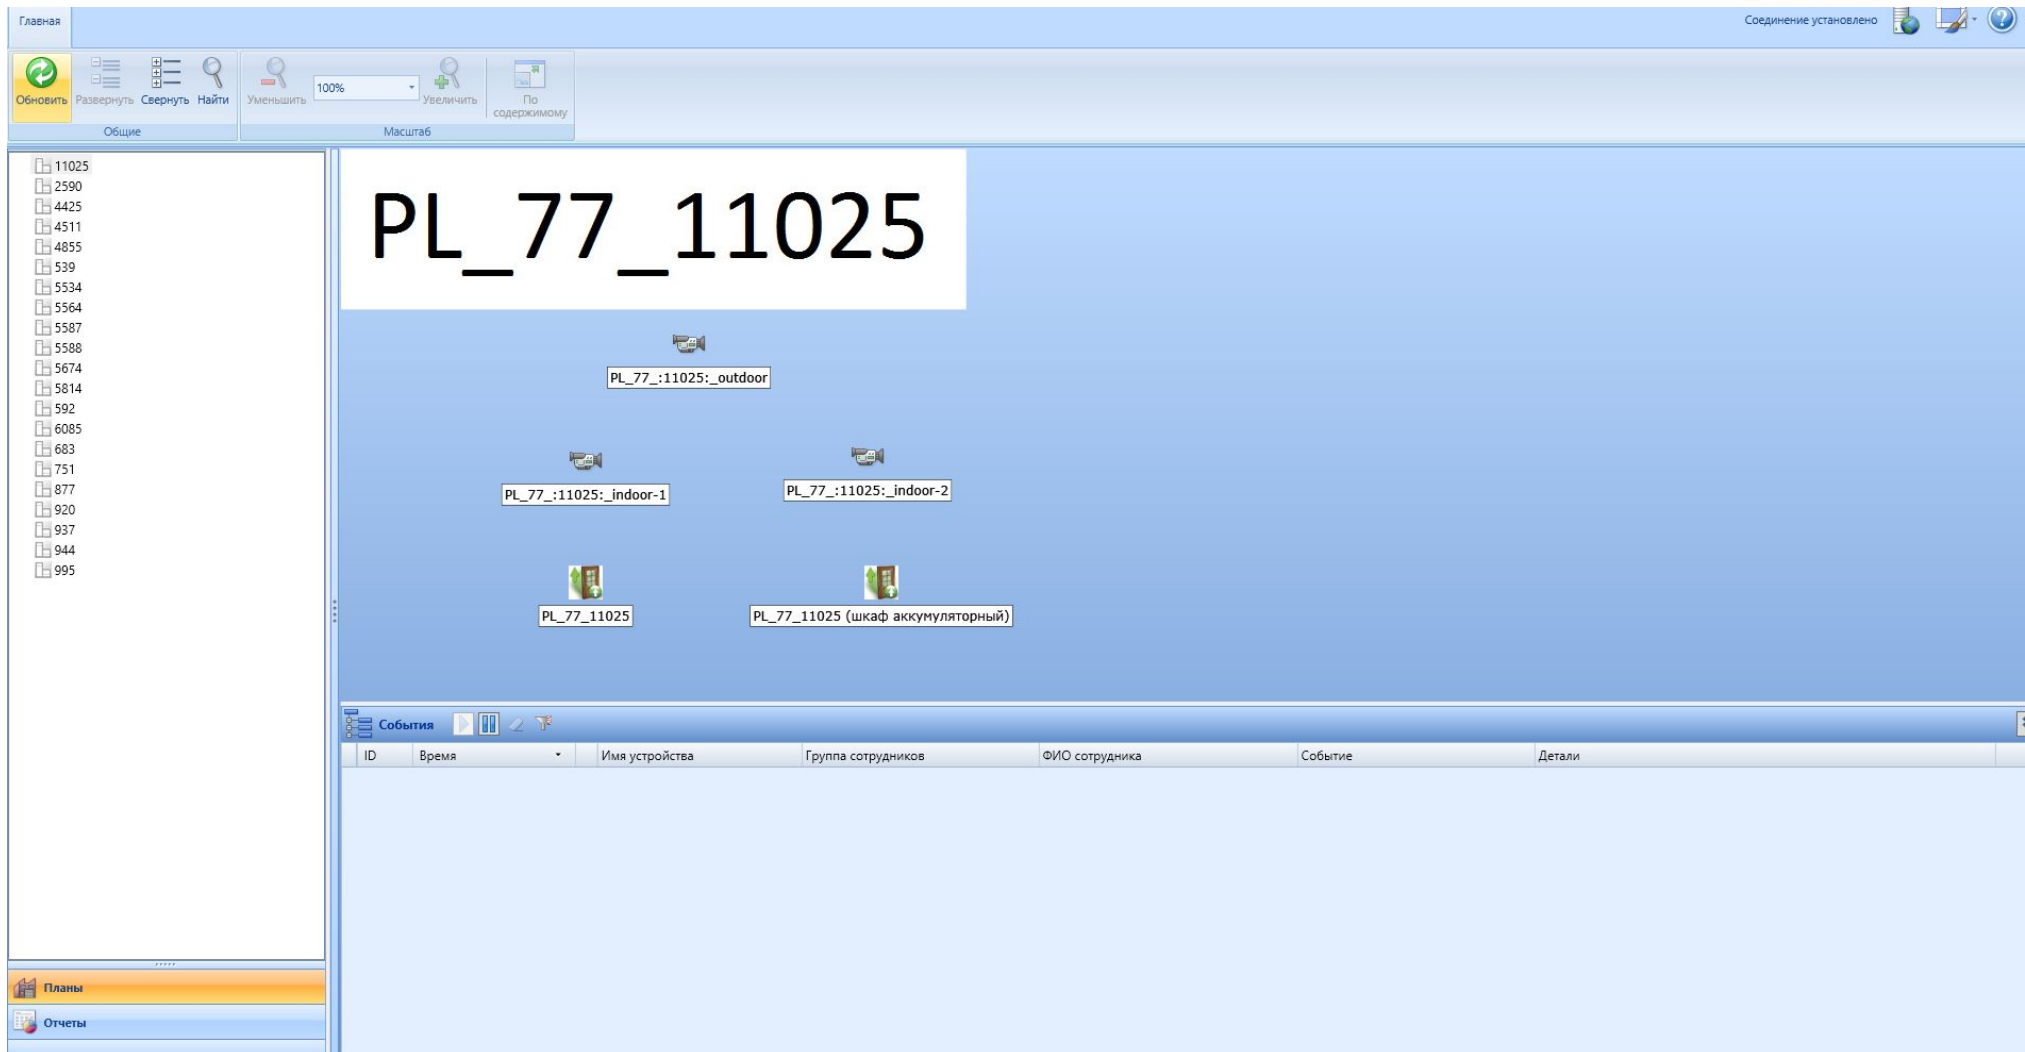 Главная
Соединение установлено
Обновить Развернуть Свернуть Найти Уменьшить 100% Увеличить По содержимому
Общие Масштаб
11025
2590
4425
4511
4855
539
5534
5564
5587
5588
5674
5814
592
6085
683
751
877
920
937
944
995
Планы
Отчеты
PL_77_11025
PL_77_:11025:_outdoor
PL_77_:11025:_indoor-1
PL_77_:11025:_indoor-2
PL_77_11025
PL_77_11025 (шкаф аккумуляторный)
События
ID Время Имя устройства Группа сотрудников ФИО сотрудника Событие Детали